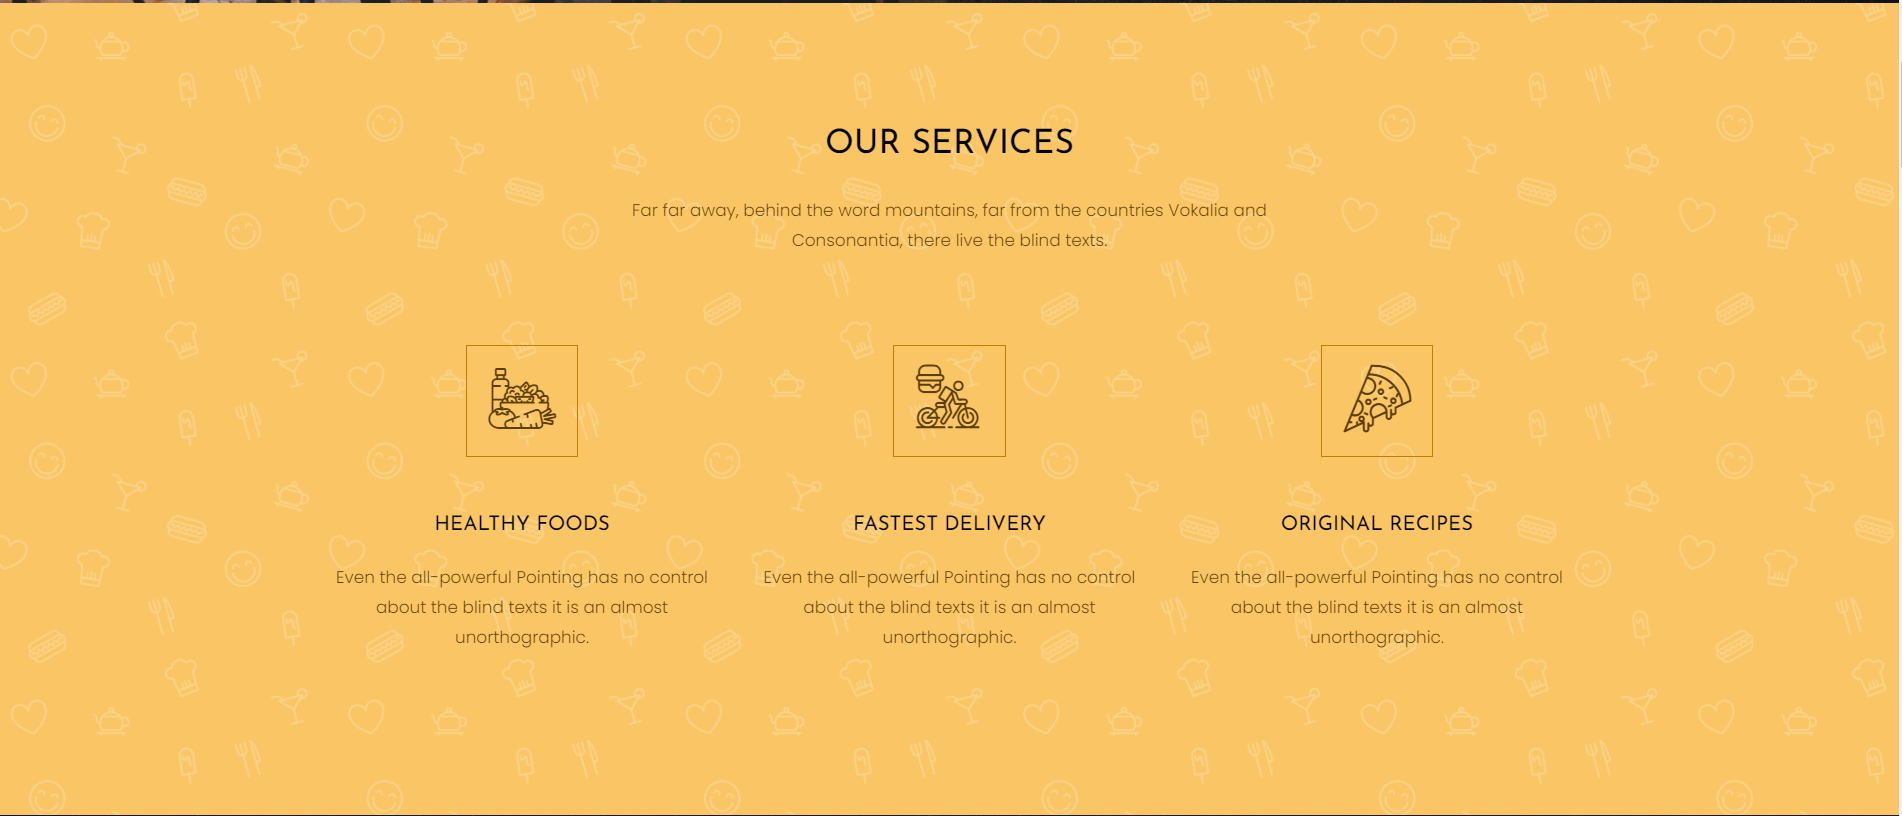 OUR SERVICES
Far far away, behind the word mountains, far from the countries Vokalia and
Consonantia, there live the blind texts.
HEALTHY FOODS
Even the all-powerful Pointing has no control
about the blind texts it is an almost
unorthographic.
FASTEST DELIVERY
Even the all-powerful Pointing has no control
about the blind texts it is an almost
unorthographic.
ORIGINAL RECIPES
Even the all-powerful Pointing has no control
about the blind texts it is an almost
unorthographic.